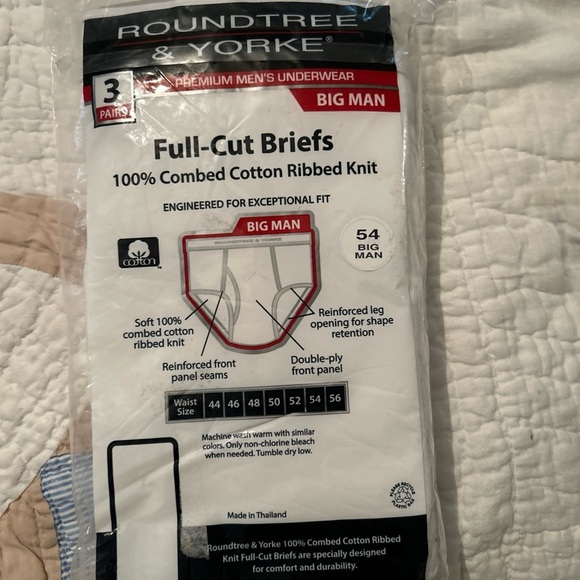 ROUNDTREE
& YORKE®
3
PAIRS
PREMIUM MEN'S UNDERWEAR
BIG MAN
Full-Cut Briefs
100% Combed Cotton Ribbed Knit
ENGINEERED FOR EXCEPTIONAL FIT
BIG MAN
ROUNDTREE & YORKE
54
BIG
MAN
cotton
Soft 100%
combed cotton
ribbed knit
Reinforced leg
opening for shape
retention
Reinforced front
panel seams
Double-ply
front panel
Waist
Size 44 46 48 50 52 54 56
Machine wash warm with similar
colors. Only non-chlorine bleach
when needed. Tumble dry low.
PLEASE RECYCLE
PLASTIC BAG
Made in Thailand
Roundtree & Yorke 100% Combed Cotton Ribbed
Knit Full-Cut Briefs are specially designed
for comfort and durability.